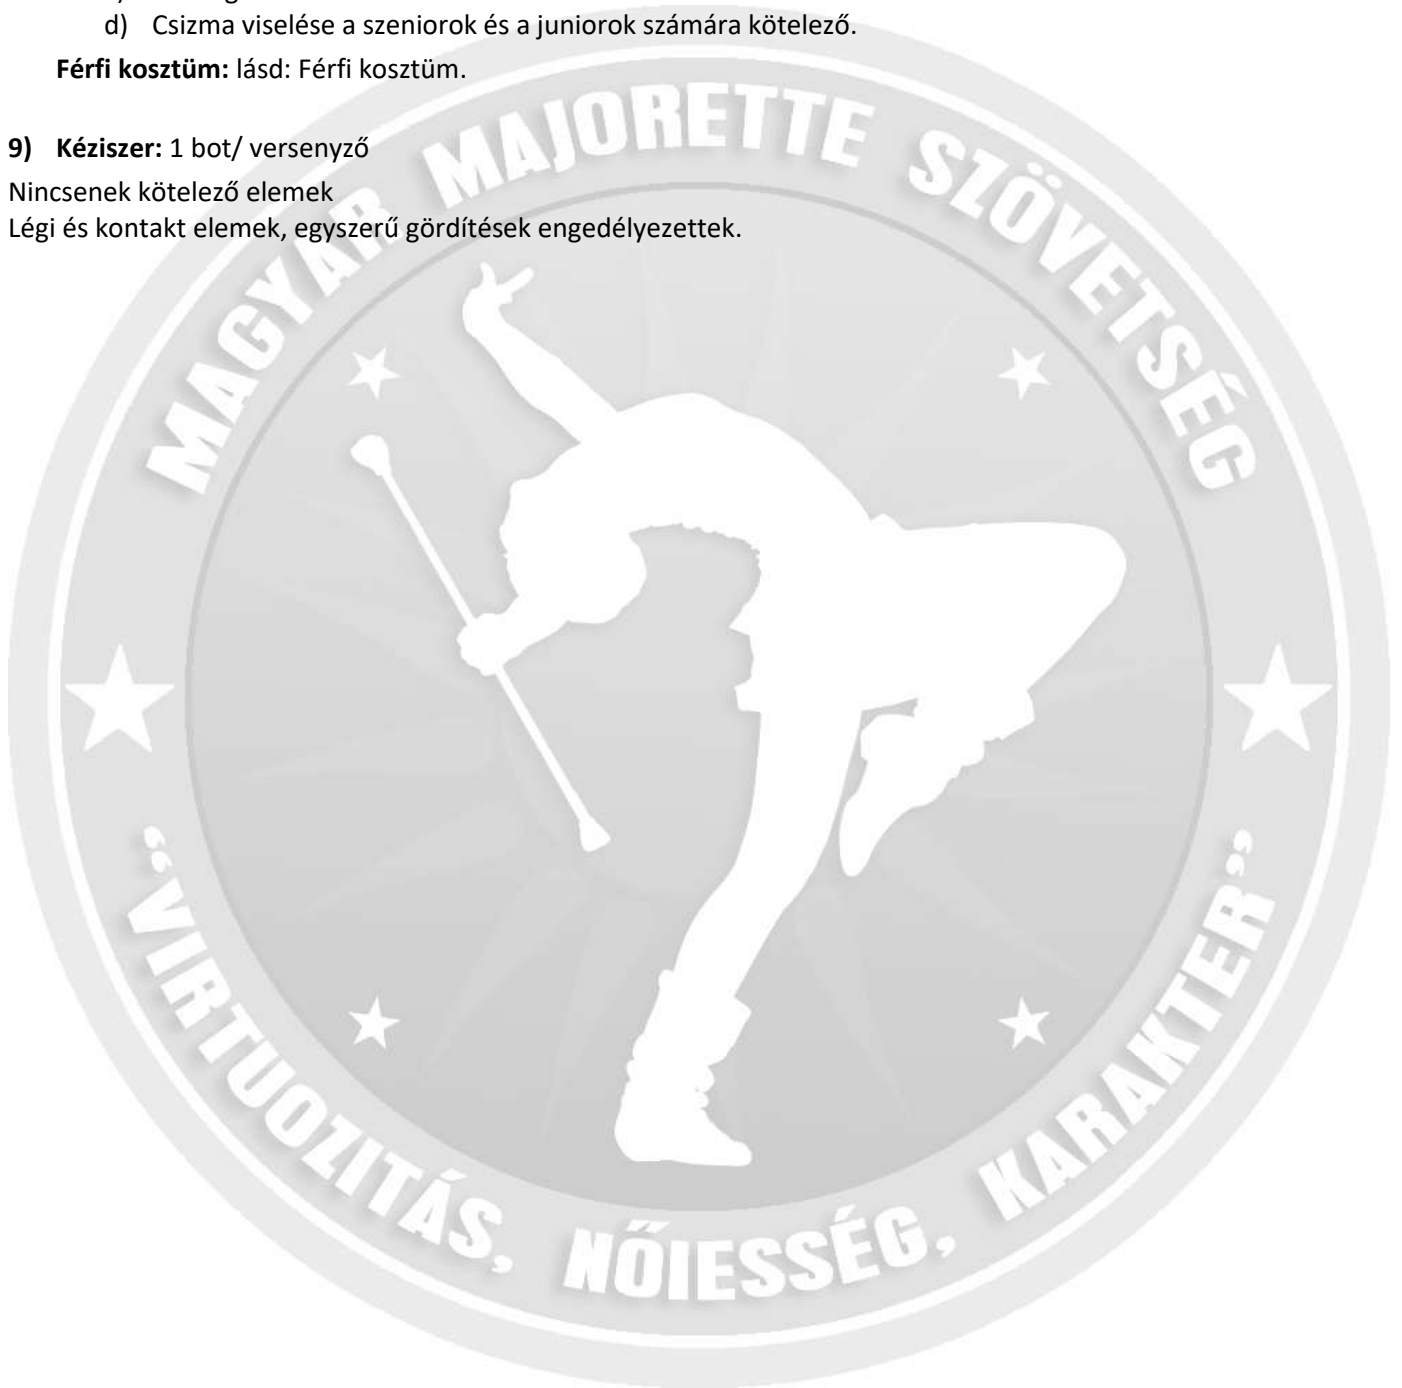 d) Csizma viselése a szeniorok és a juniorok számára kötelező.
Férfi kosztüm: lásd: Férfi kosztüm.
9) Kéziszer: 1 bot/ versenyző
Nincsenek kötelező elemek
Légi és kontakt elemek, egyszerű gördítések engedélyezettek.
MAGYAR MAJORETTE SZÖVETSÉG
“VIRTUOZITÁS, NŐIESSÉG, KARAKTER”